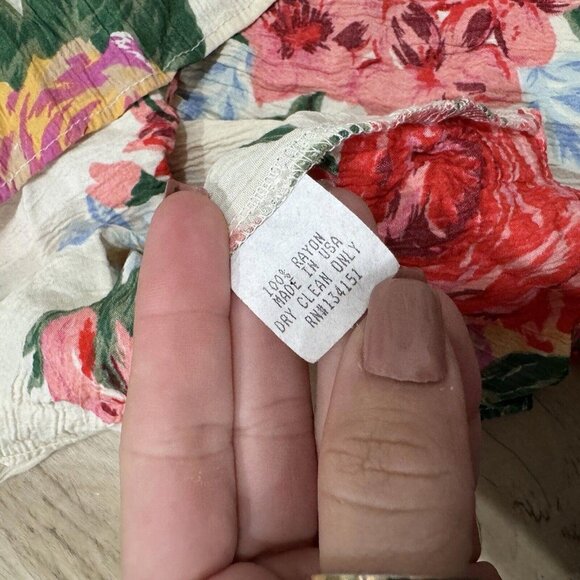 100% RAYON
MADE IN USA
DRY CLEAN ONLY
RN#134151